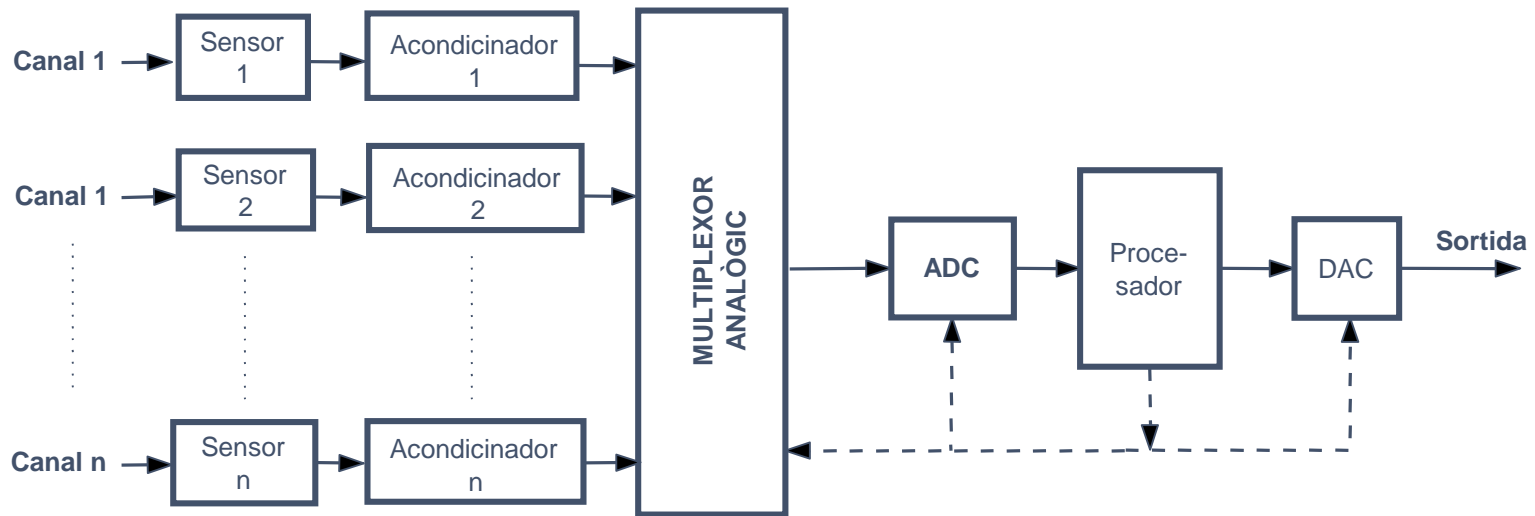 Canal 1
Sensor
1
Acondicinador
1
Canal 1
Sensor
2
Acondicinador
2
Canal n
Sensor
n
Acondicinador
n
MULTIPLEXOR
ANALÒGIC
ADC
Proce-
sador
DAC
Sortida